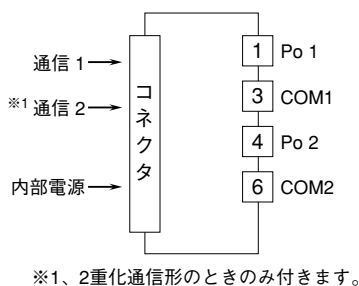 通信 1
※1 通信 2
内部電源
コネクタ
1 Po 1
3 COM1
4 Po 2
6 COM2
※1、2重化通信形のときのみ付きます。